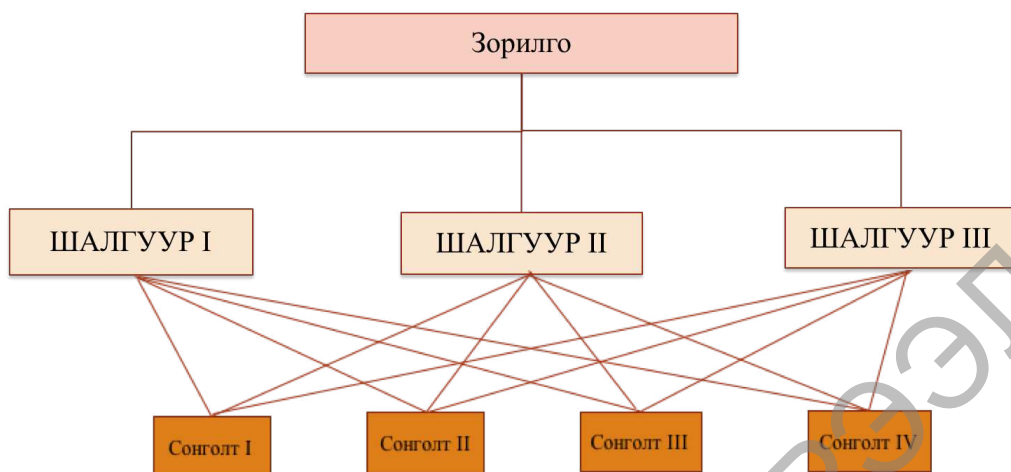 Зорилго
ШАЛГУУР I
ШАЛГУУР II
ШАЛГУУР III
Сонголт I
Сонголт II
Сонголт III
Сонголт IV